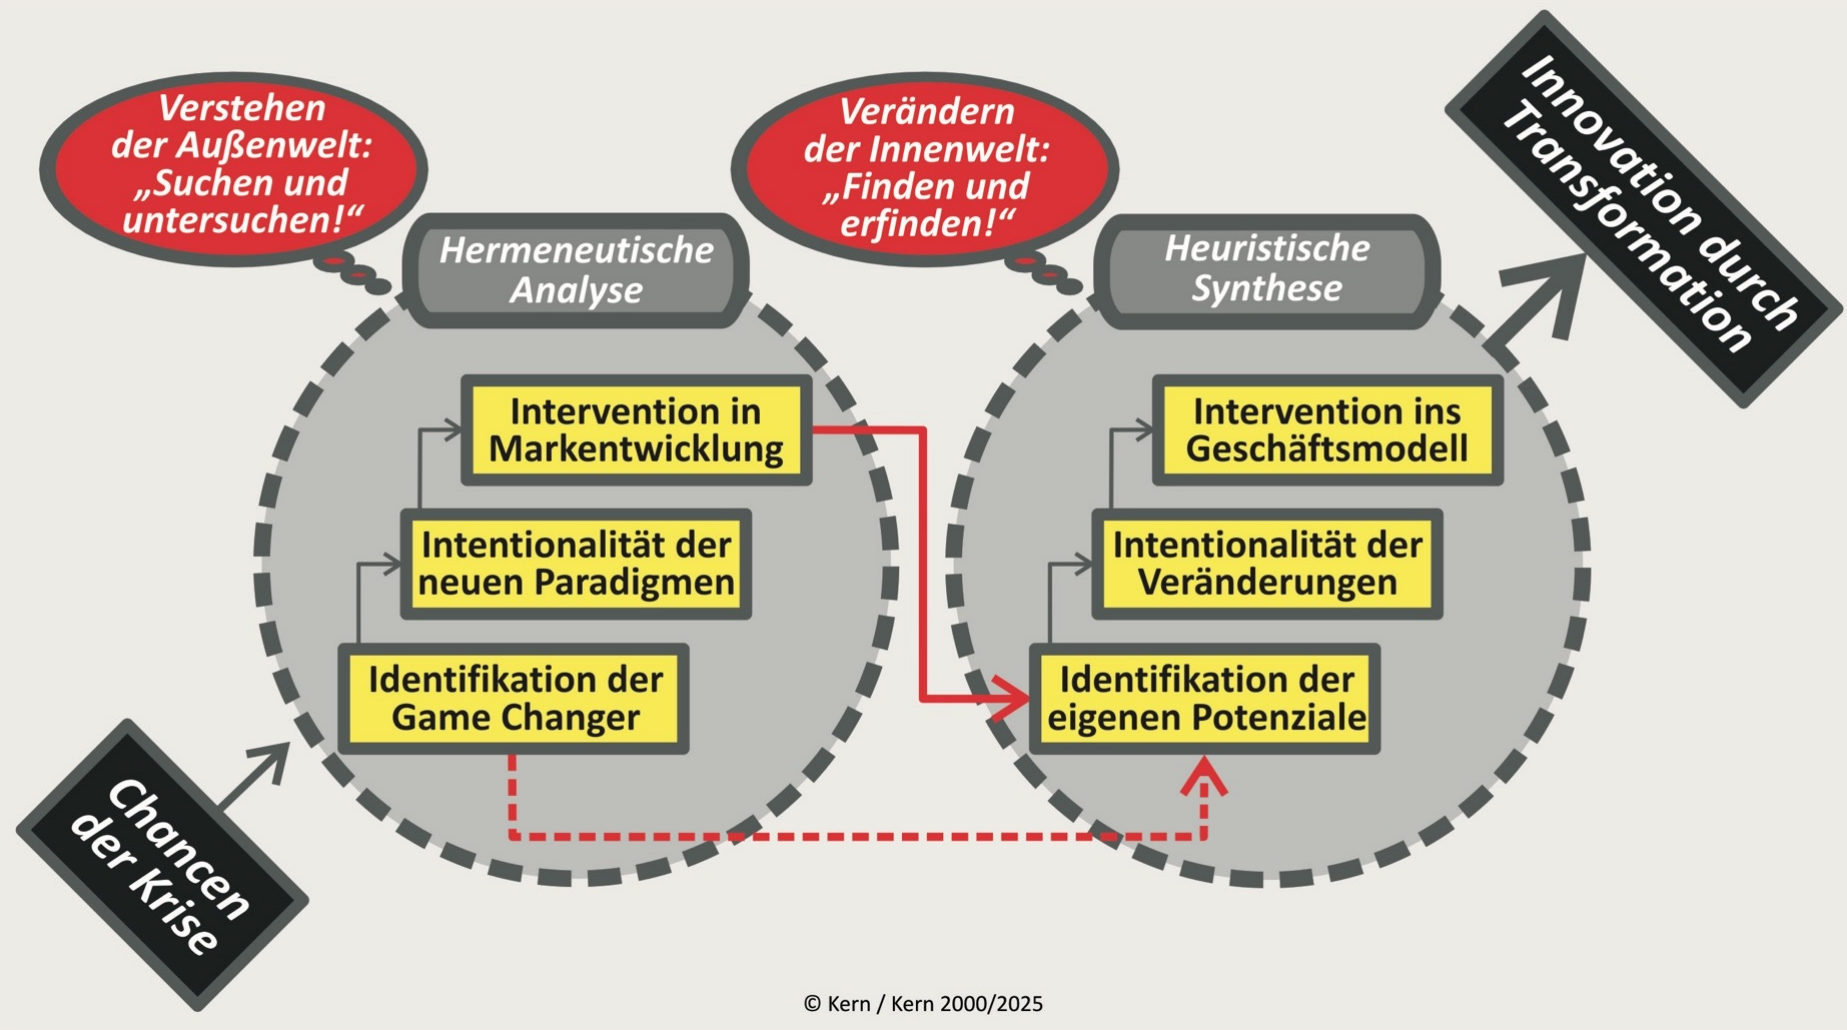 Verstehen
der Außenwelt:
„Suchen und
untersuchen!“
Verändern
der Innenwelt:
„Finden und
erfinden!“
Innovation durch
Transformation
Hermeneutische
Analyse
Heuristische
Synthese
Intervention in
Markentwicklung
Intentionalität der
neuen Paradigmen
Identifikation der
Game Changer
Intervention ins
Geschäftsmodell
Intentionalität der
Veränderungen
Identifikation der
eigenen Potenziale
Chancen
der Krise
© Kern / Kern 2000/2025